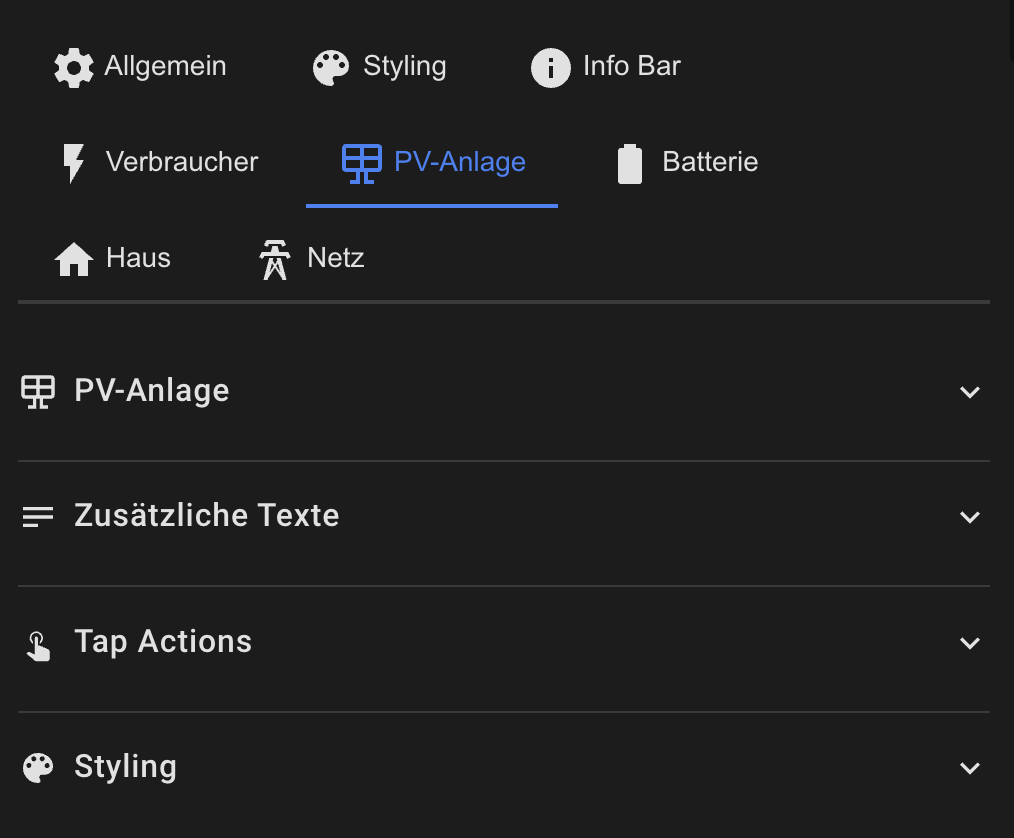 Allgemein Styling Info Bar
Verbraucher PV-Anlage Batterie
Haus Netz
PV-Anlage
Zusätzliche Texte
Tap Actions
Styling